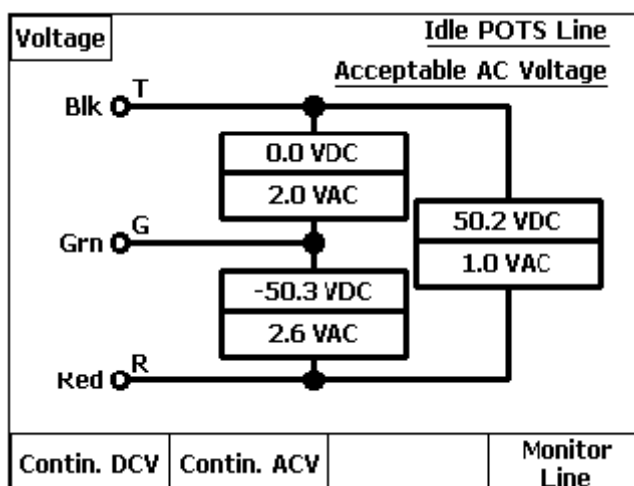 Voltage
Idle POTS Line
Acceptable AC Voltage
Blk
T
0.0 VDC
2.0 VAC
50.2 VDC
1.0 VAC
Grn
G
-50.3 VDC
2.6 VAC
Red
R
Contin. DCV
Contin. ACV
Monitor
Line